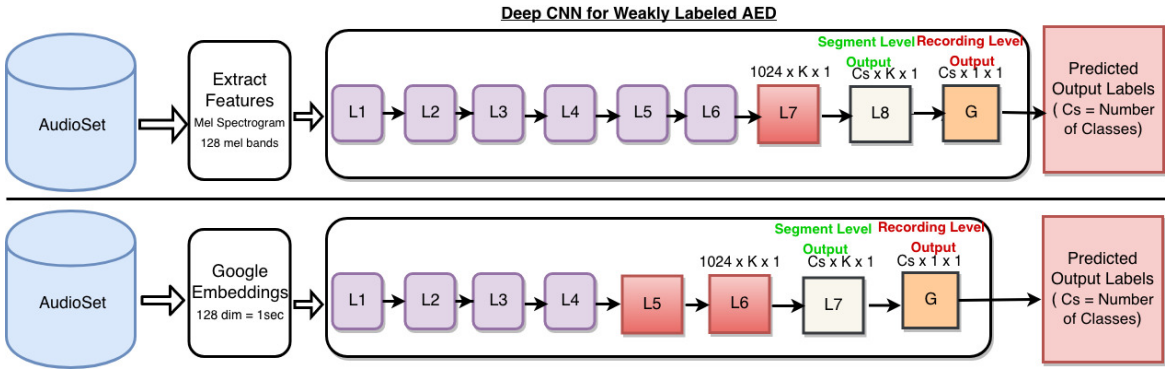 Deep CNN for Weakly Labeled AED
AudioSet
Extract
Features
Mel Spectrogram
128 mel bands
L1
L2
L3
L4
L5
L6
1024 x K x 1
L7
Segment Level
Output
Cs x K x 1
L8
Recording Level
Output
Cs x 1 x 1
G
Predicted
Output Labels
( Cs = Number
of Classes)
AudioSet
Google
Embeddings
128 dim = 1sec
L1
L2
L3
L4
L5
1024 x K x 1
L6
Segment Level
Output
Cs x K x 1
L7
Recording Level
Output
Cs x 1 x 1
G
Predicted
Output Labels
( Cs = Number
of Classes)